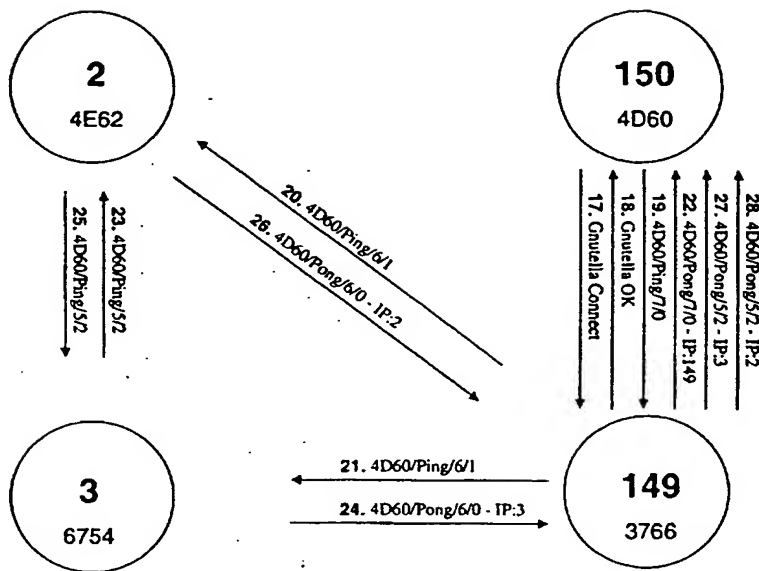 2
4E62
150
4D60
20. 4D60/Ping/6/1
26. 4D60/Pong/6/0 - IP:2
25. 4D60/Ping/5/2
23. 4D60/Ping/5/2
17. Gnutella Connect
18. Gnutella OK
19. 4D60/Ping/7/0
22. 4D60/Pong/7/0 - IP:149
27. 4D60/Pong/5/2 - IP:3
28. 4D60/Pong/5/2 - IP:2
21. 4D60/Ping/6/1
24. 4D60/Pong/6/0 - IP:3
3
6754
149
3766